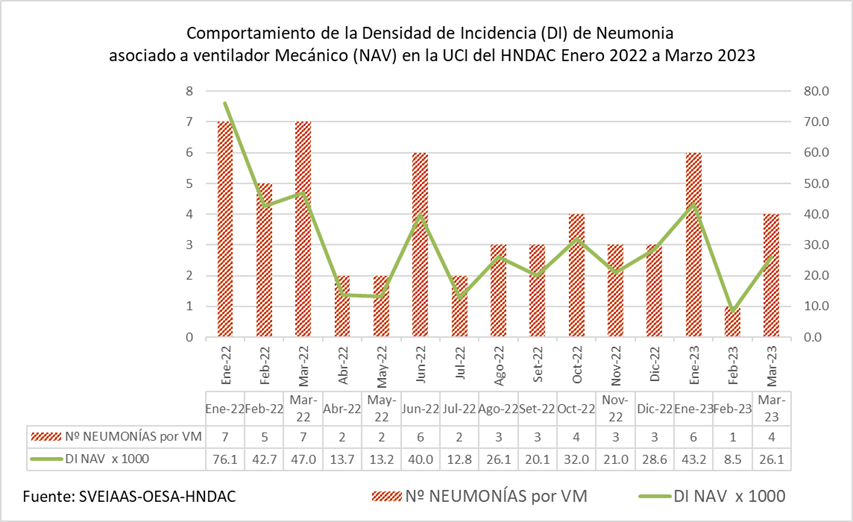 Comportamiento de la Densidad de Incidencia (DI) de Neumonia
asociado a ventilador Mecánico (NAV) en la UCI del HNDAC Enero 2022 a Marzo 2023
8 80.0
7 70.0
6 60.0
5 50.0
4 40.0
3 30.0
2 20.0
1 10.0
0 0.0
Ene-22 Feb-22 Mar-22 Abr-22 May-22 Jun-22 Jul-22 Ago-22 Set-22 Oct-22 Nov-22 Dic-22 Ene-23 Feb-23 Mar-23
Ene-22 Feb-22 Mar-22 Abr-22 May-22 Jun-22 Jul-22 Ago-22 Set-22 Oct-22 Nov-22 Dic-22 Ene-23 Feb-23 Mar-23
Nº NEUMONÍAS por VM 7 5 7 2 2 6 2 3 3 4 3 3 6 1 4
DI NAV x 1000 76.1 42.7 47.0 13.7 13.2 40.0 12.8 26.1 20.1 32.0 21.0 28.6 43.2 8.5 26.1
Fuente: SVEIAAS-OESA-HNDAC Nº NEUMONÍAS por VM DI NAV x 1000